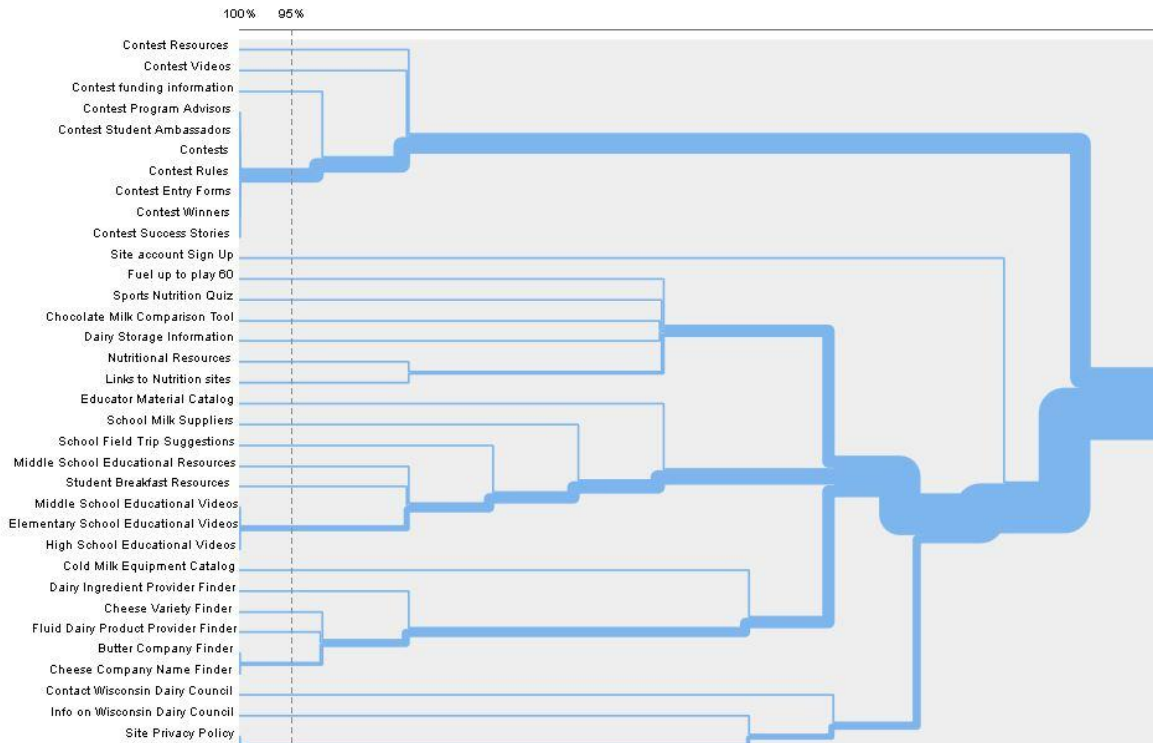 100% 95%
Contest Resources
Contest Videos
Contest funding information
Contest Program Advisors
Contest Student Ambassadors
Contests
Contest Rules
Contest Entry Forms
Contest Winners
Contest Success Stories
Site account Sign Up
Fuel up to play 60
Sports Nutrition Quiz
Chocolate Milk Comparison Tool
Dairy Storage Information
Nutritional Resources
Links to Nutrition sites
Educator Material Catalog
School Milk Suppliers
School Field Trip Suggestions
Middle School Educational Resources
Student Breakfast Resources
Middle School Educational Videos
Elementary School Educational Videos
High School Educational Videos
Cold Milk Equipment Catalog
Dairy Ingredient Provider Finder
Cheese Variety Finder
Fluid Dairy Product Provider Finder
Butter Company Finder
Cheese Company Name Finder
Contact Wisconsin Dairy Council
Info on Wisconsin Dairy Council
Site Privacy Policy